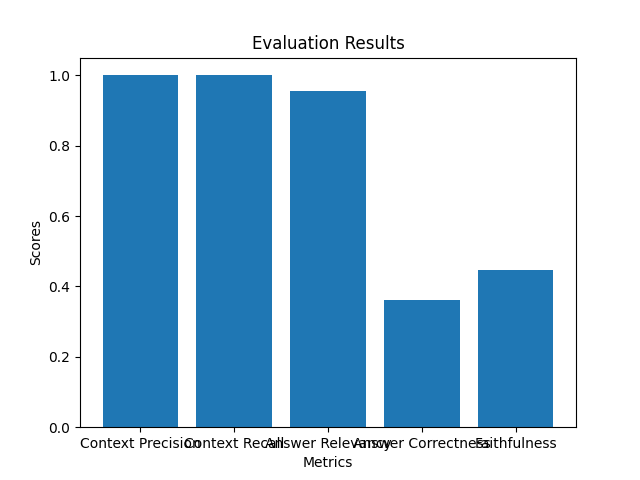 Evaluation Results
1.0
0.8
0.6
0.4
0.2
0.0
Scores
Context Precision Context Recall Answer Relevancy Answer Correctness Faithfulness
Metrics